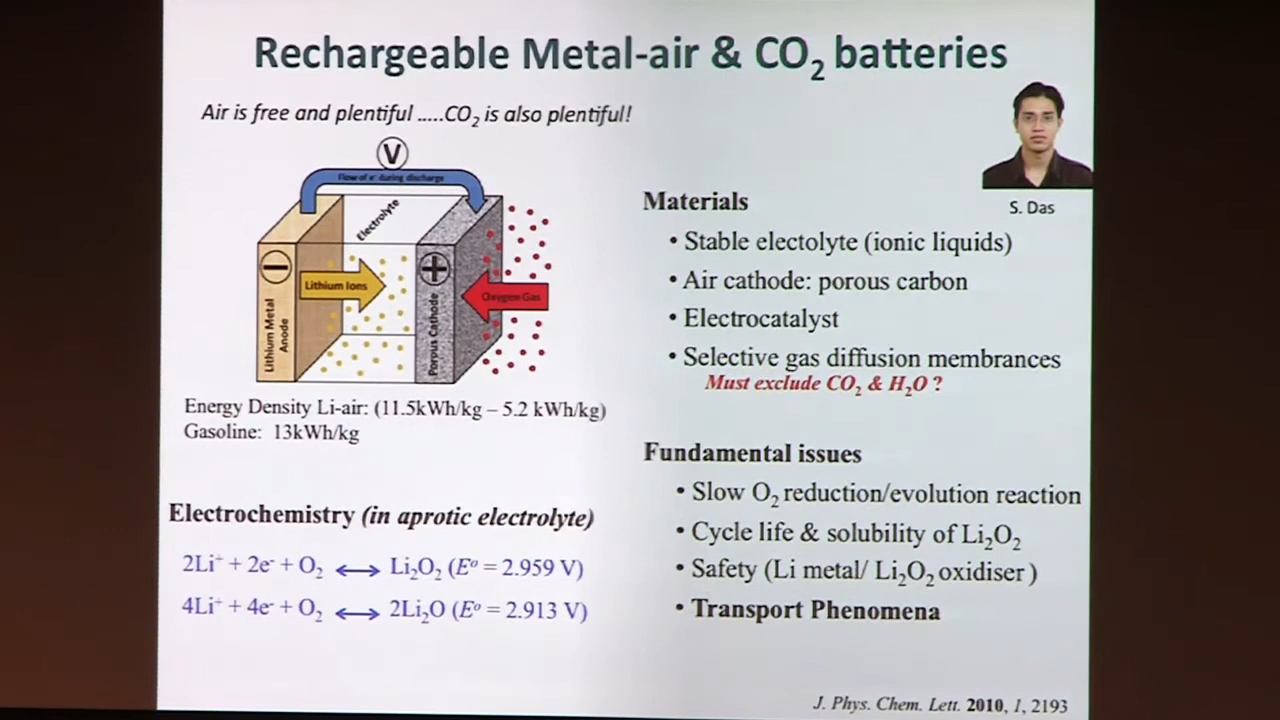 Rechargeable Metal-air & CO₂ batteries
Air is free and plentiful .....CO₂ is also plentiful!
S. Das
V
Flow of e⁻ during discharge
Electrolyte
Lithium Ions
Oxygen Gas
Lithium Metal
Anode
Porous Cathode
Energy Density Li-air: (11.5kWh/kg – 5.2 kWh/kg)
Gasoline: 13kWh/kg
Electrochemistry (in aprotic electrolyte)
2Li⁺ + 2e⁻ + O₂ ⟷ Li₂O₂ (Eº = 2.959 V)
4Li⁺ + 4e⁻ + O₂ ⟷ 2Li₂O (Eº = 2.913 V)
Materials
• Stable electolyte (ionic liquids)
• Air cathode: porous carbon
• Electrocatalyst
• Selective gas diffusion membrances
Must exclude CO₂ & H₂O ?
Fundamental issues
• Slow O₂ reduction/evolution reaction
• Cycle life & solubility of Li₂O₂
• Safety (Li metal/ Li₂O₂ oxidiser )
• Transport Phenomena
J. Phys. Chem. Lett. 2010, 1, 2193